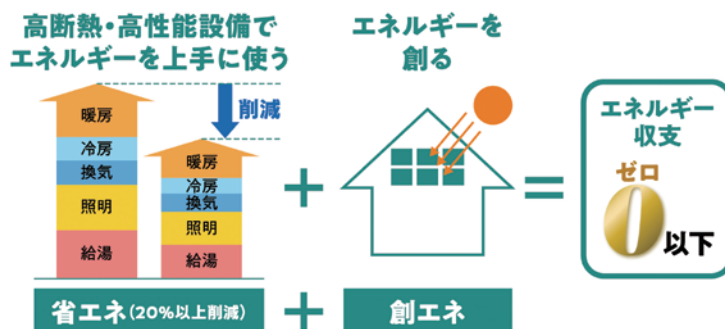 高断熱・高性能設備で
エネルギーを上手に使う
暖房
冷房
換気
照明
給湯
削減
暖房
冷房
換気
照明
給湯
省エネ(20%以上削減)
+
エネルギーを
創る
+
創エネ
=
エネルギー
収支
ゼロ
0以下